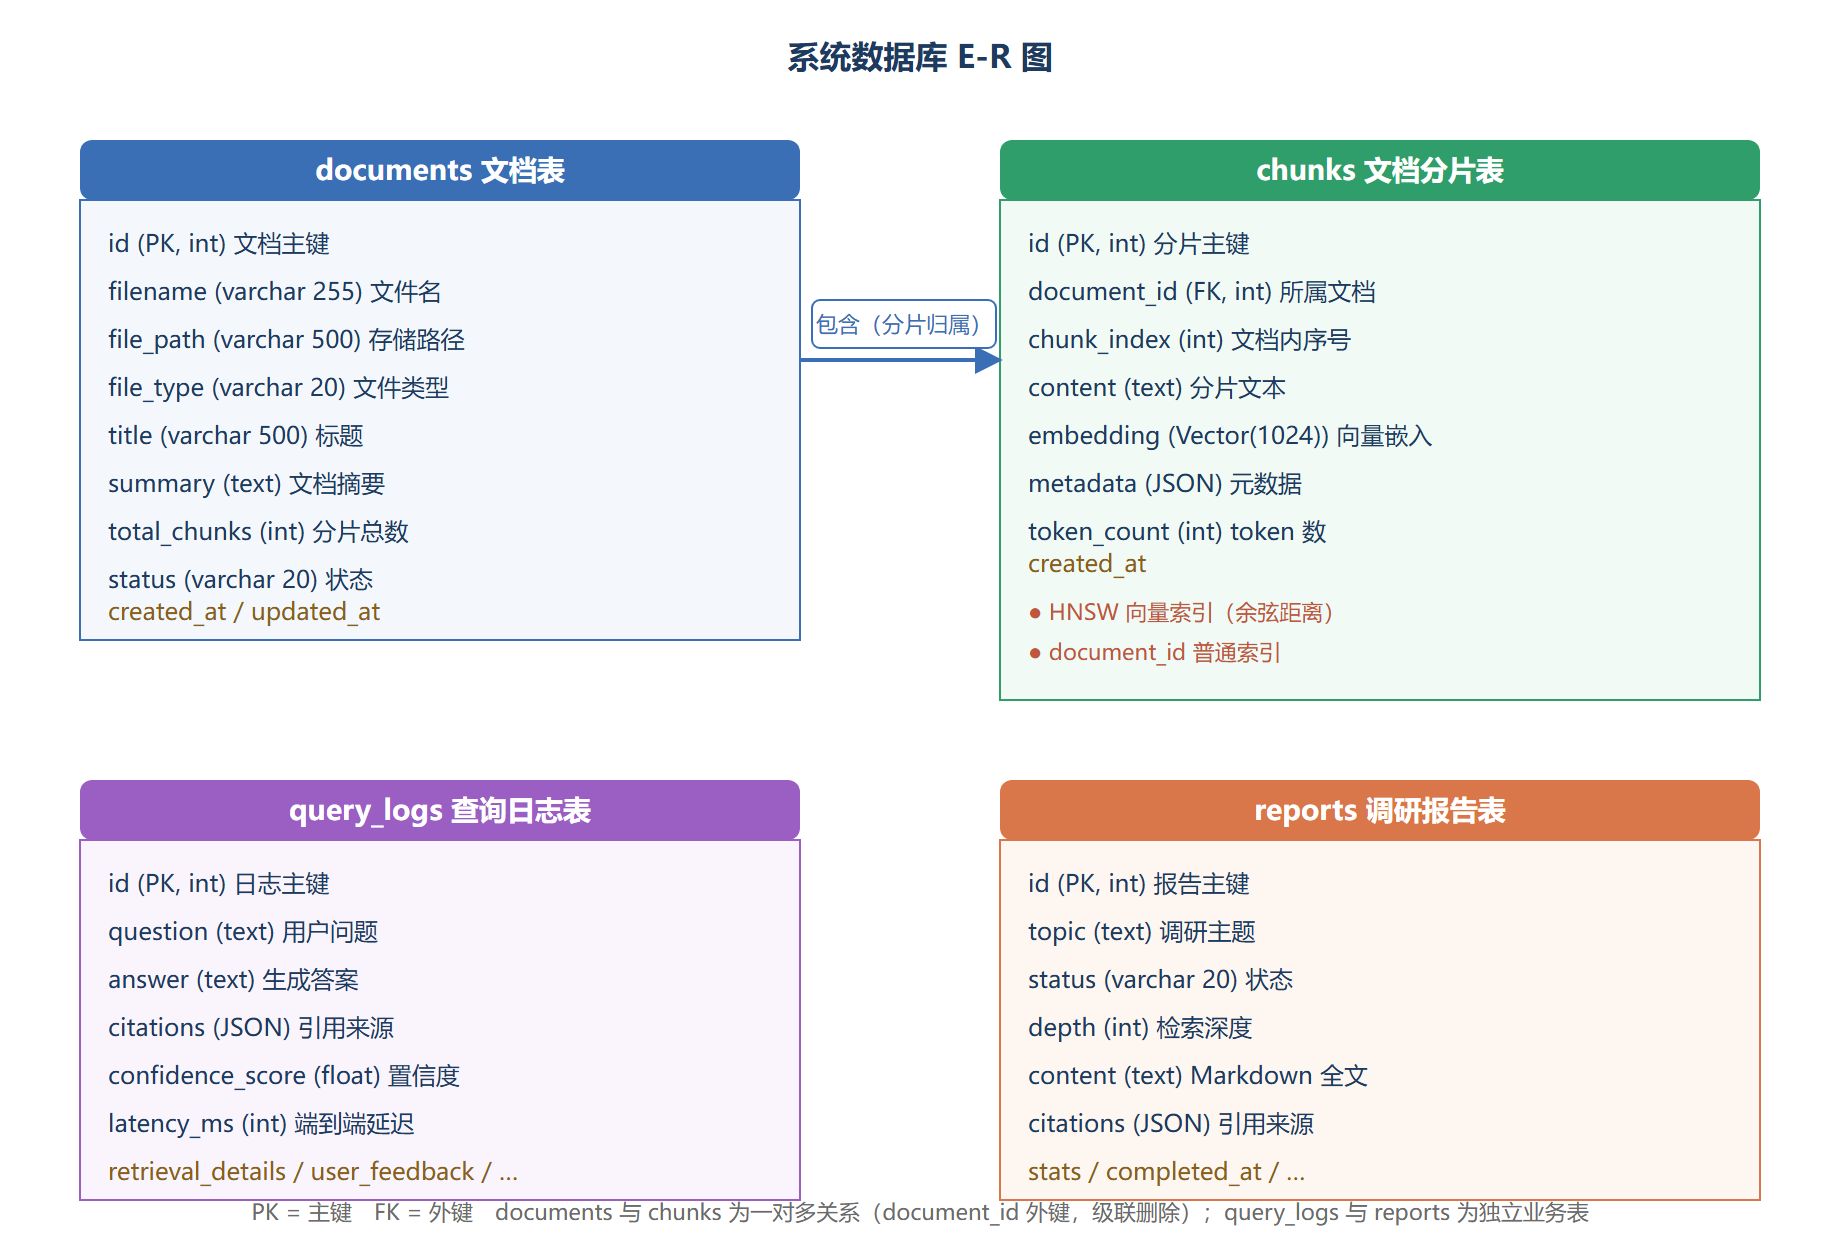 系统数据库 E-R 图
documents 文档表
id (PK, int) 文档主键
filename (varchar 255) 文件名
file_path (varchar 500) 存储路径
file_type (varchar 20) 文件类型
title (varchar 500) 标题
summary (text) 文档摘要
total_chunks (int) 分片总数
status (varchar 20) 状态
created_at / updated_at
包含（分片归属）
chunks 文档分片表
id (PK, int) 分片主键
document_id (FK, int) 所属文档
chunk_index (int) 文档内序号
content (text) 分片文本
embedding (Vector(1024)) 向量嵌入
metadata (JSON) 元数据
token_count (int) token 数
created_at
● HNSW 向量索引（余弦距离）
● document_id 普通索引
query_logs 查询日志表
id (PK, int) 日志主键
question (text) 用户问题
answer (text) 生成答案
citations (JSON) 引用来源
confidence_score (float) 置信度
latency_ms (int) 端到端延迟
retrieval_details / user_feedback / ...
reports 调研报告表
id (PK, int) 报告主键
topic (text) 调研主题
status (varchar 20) 状态
depth (int) 检索深度
content (text) Markdown 全文
citations (JSON) 引用来源
stats / completed_at / ...
PK = 主键　FK = 外键　documents 与 chunks 为一对多关系（document_id 外键，级联删除）；query_logs 与 reports 为独立业务表